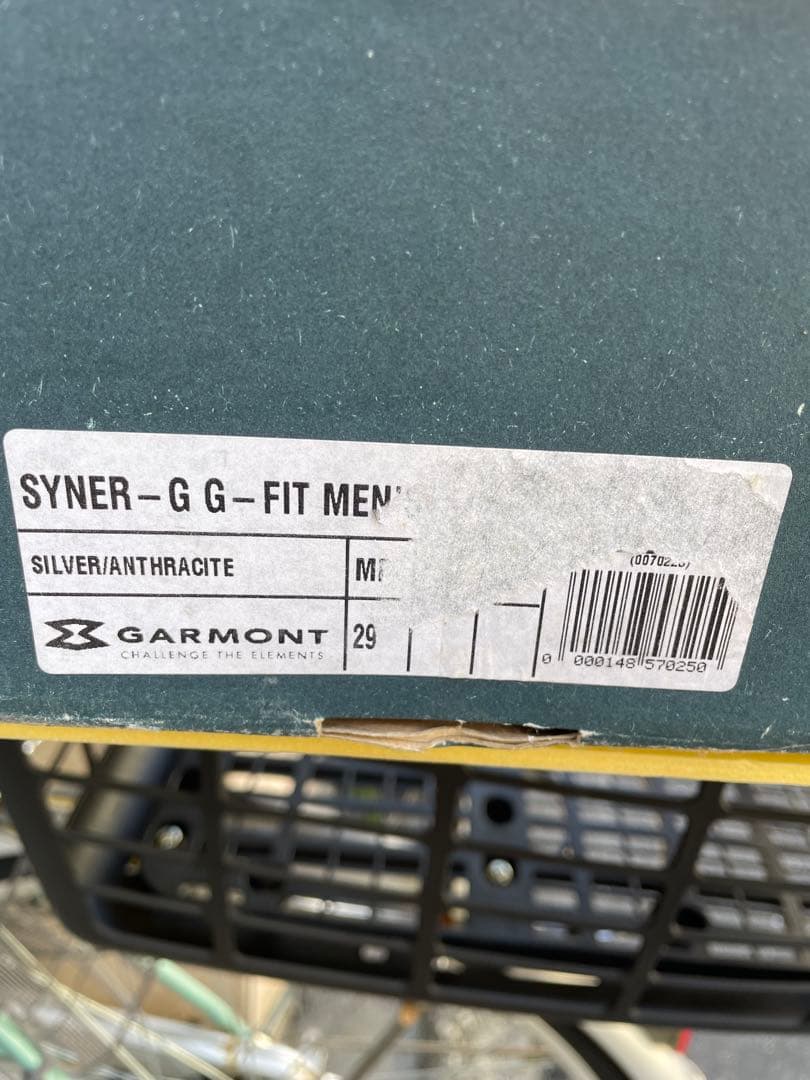 SYNER-G G-FIT MEN'S
SILVER/ANTHRACITE
GARMONT
CHALLENGE THE ELEMENTS
29
0 000148 570250